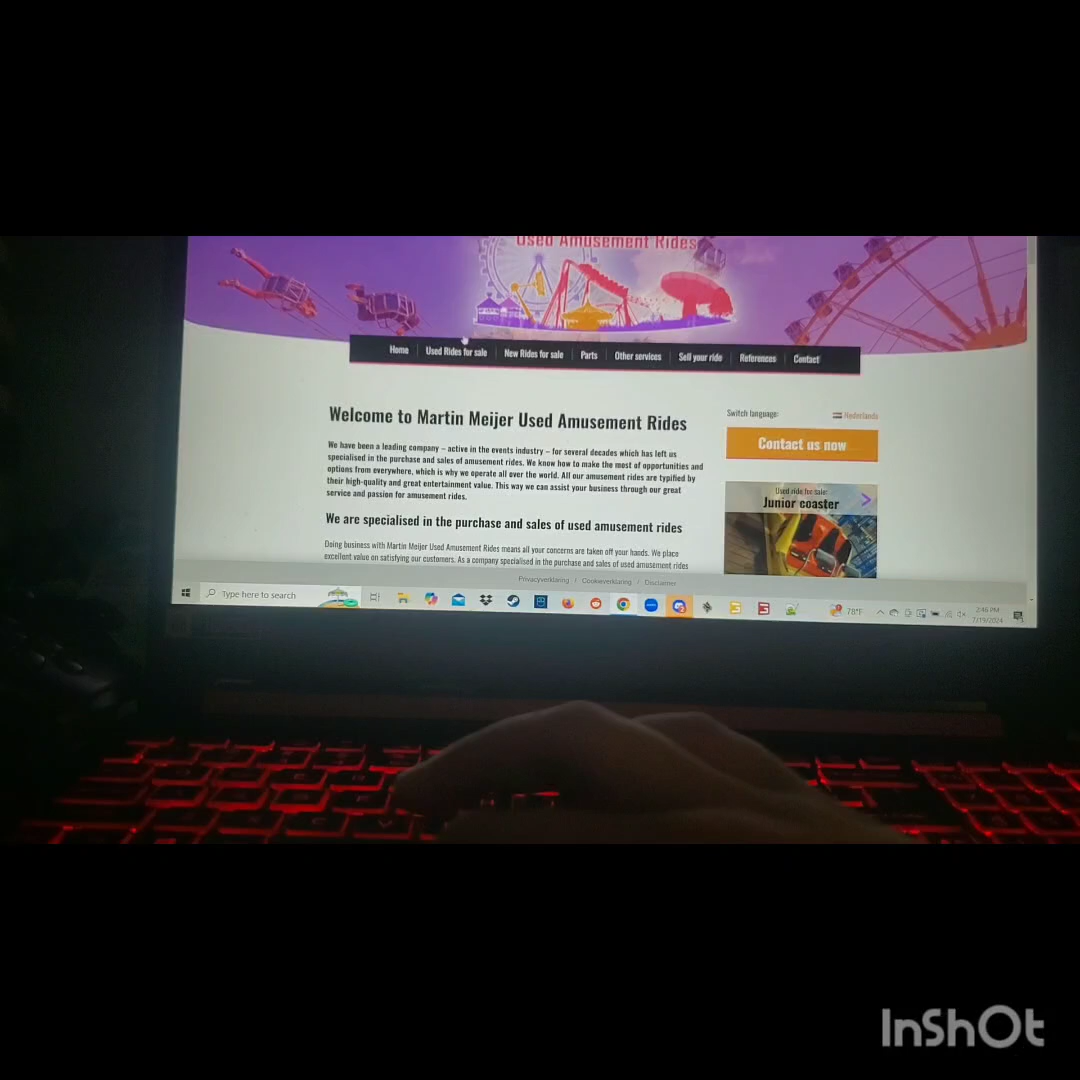 Used Amusement Rides
Home
Used Rides for sale
New Rides for sale
Parts
Other services
Sell your ride
References
Contact
Welcome to Martin Meijer Used Amusement Rides
Switch language:
Nederlands
We have been a leading company – active in the events industry – for several decades which has left us
specialised in the purchase and sales of amusement rides. We know how to make the most of opportunities and
options from everywhere, which is why we operate all over the world. All our amusement rides are typified by
their high-quality and great entertainment value. This way we can assist your business through our great
service and passion for amusement rides.
Contact us now
Used ride for sale:
Junior coaster
We are specialised in the purchase and sales of used amusement rides
Doing business with Martin Meijer Used Amusement Rides means all your concerns are taken off your hands. We place
excellent value on satisfying our customers. As a company specialised in the purchase and sales of used amusement rides
Privacyverklaring / Cookieverklaring / Disclaimer
Type here to search
78°F
2:46 PM
7/19/2024
InShOt